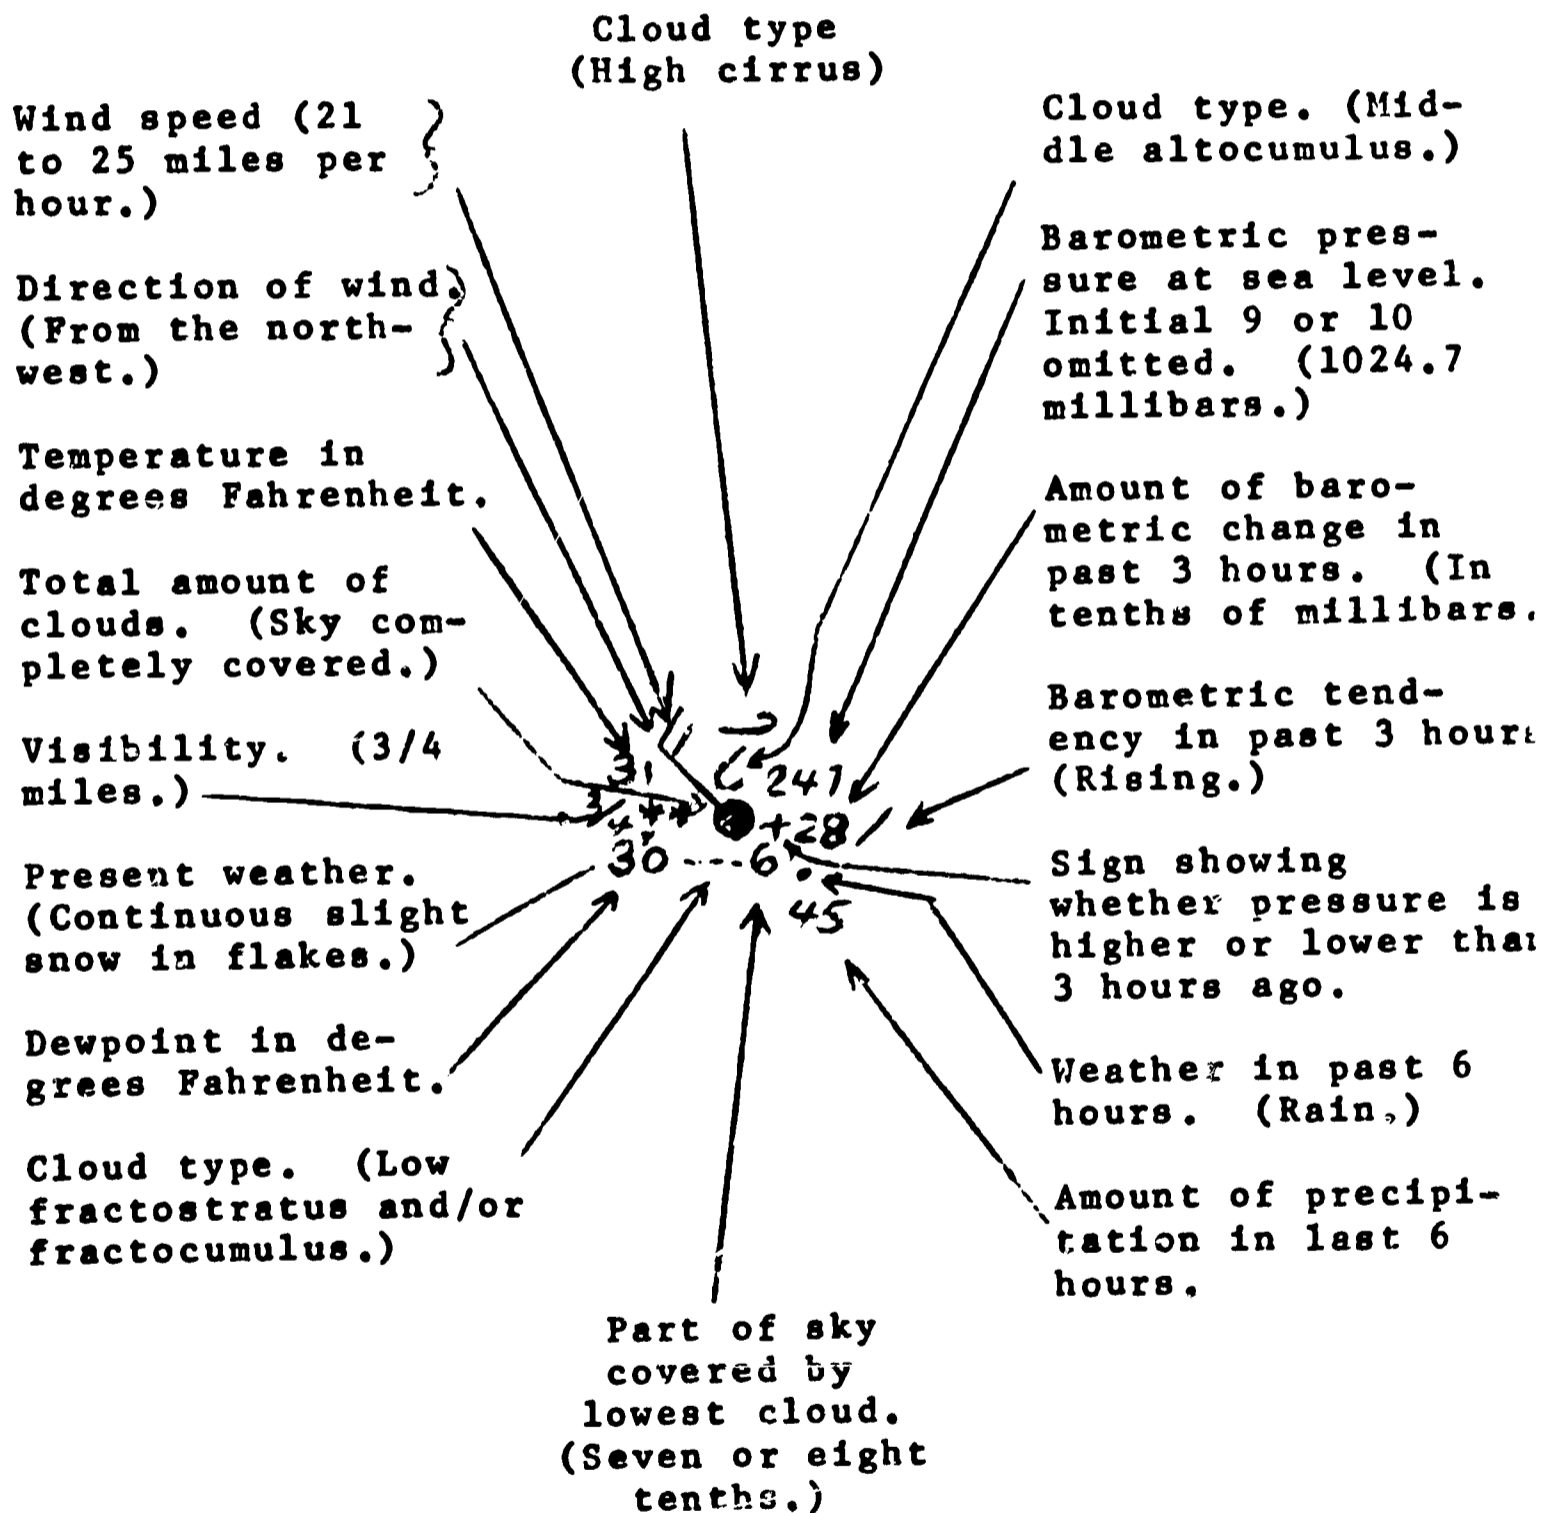 Cloud type
(High cirrus)
Wind speed (21
to 25 miles per
hour.)
Direction of wind.
(From the north-
west.)
Temperature in
degrees Fahrenheit.
Total amount of
clouds. (Sky com-
pletely covered.)
Visibility. (3/4
miles.)
Present weather.
(Continuous slight
snow in flakes.)
Dewpoint in de-
grees Fahrenheit.
Cloud type. (Low
fractostratus and/or
fractocumulus.)
31
3/4
30
247
+28
6
45
Cloud type. (Mid-
dle altocumulus.)
Barometric pres-
sure at sea level.
Initial 9 or 10
omitted. (1024.7
millibars.)
Amount of baro-
metric change in
past 3 hours. (In
tenths of millibars.
Barometric tend-
ency in past 3 hours
(Rising.)
Sign showing
whether pressure is
higher or lower than
3 hours ago.
Weather in past 6
hours. (Rain.)
Amount of precipi-
tation in last 6
hours.
Part of sky
covered by
lowest cloud.
(Seven or eight
tenths.)